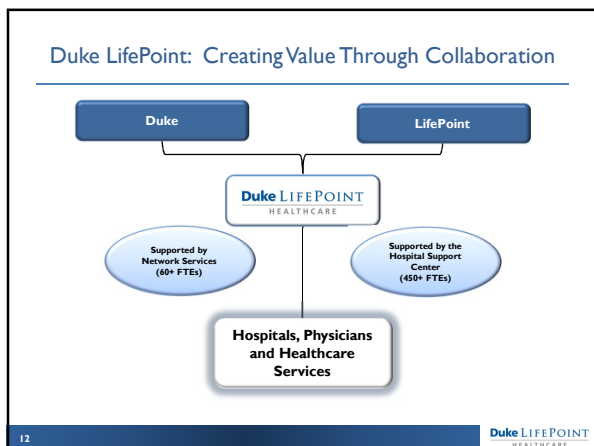 Duke LifePoint: Creating Value Through Collaboration
Duke
LifePoint
Duke LIFEPOINT
HEALTHCARE
Supported by
Network Services
(60+ FTEs)
Supported by the
Hospital Support
Center
(450+ FTEs)
Hospitals, Physicians
and Healthcare
Services
12
Duke LIFEPOINT
HEALTHCARE